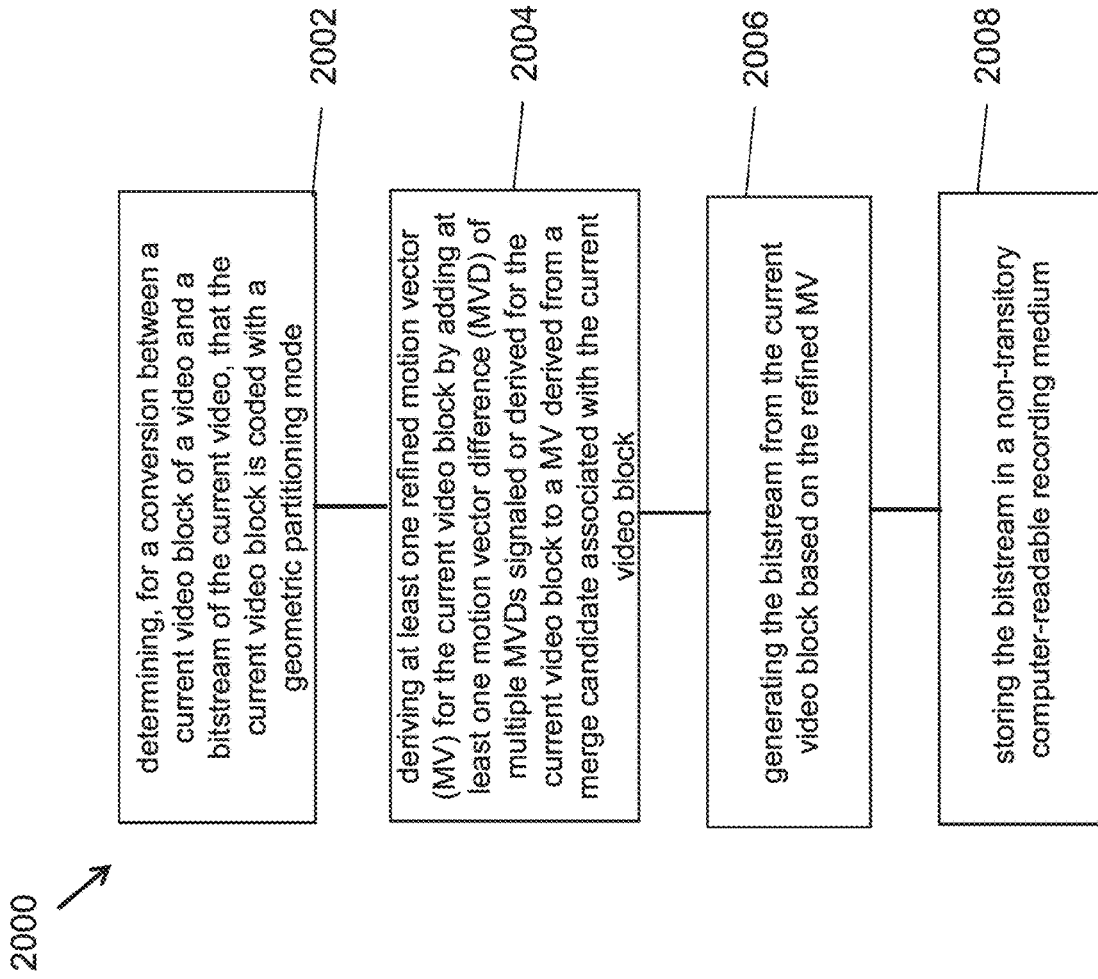 2000
determining, for a conversion between a
current video block of a video and a
bitstream of the current video, that the
current video block is coded with a
geometric partitioning mode
2002
deriving at least one refined motion vector
(MV) for the current video block by adding at
least one motion vector difference (MVD) of
multiple MVDs signaled or derived for the
current video block to a MV derived from a
merge candidate associated with the current
video block
2004
generating the bitstream from the current
video block based on the refined MV
2006
storing the bitstream in a non-transitory
computer-readable recording medium
2008